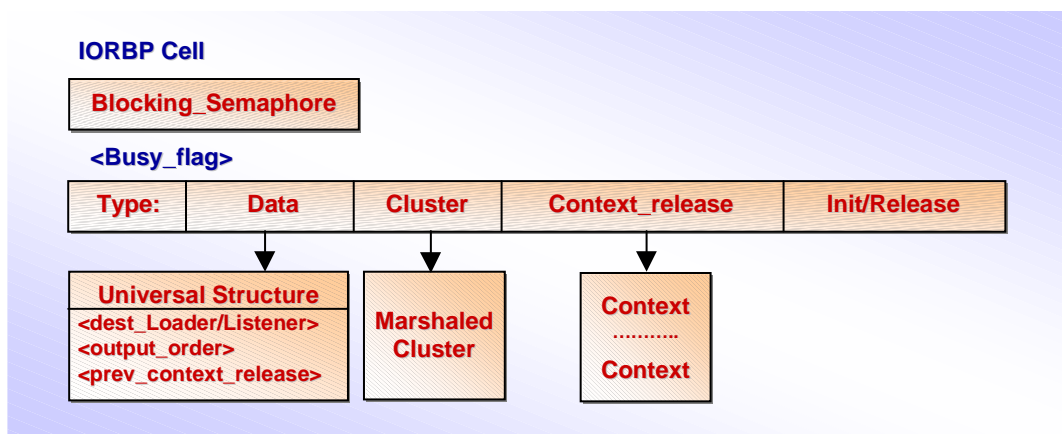 IORBP Cell
Blocking_Semaphore
<Busy_flag>
Type: Data Cluster Context_release Init/Release
Universal Structure
<dest_Loader/Listener>
<output_order>
<prev_context_release>
Marshaled
Cluster
Context
………..
Context